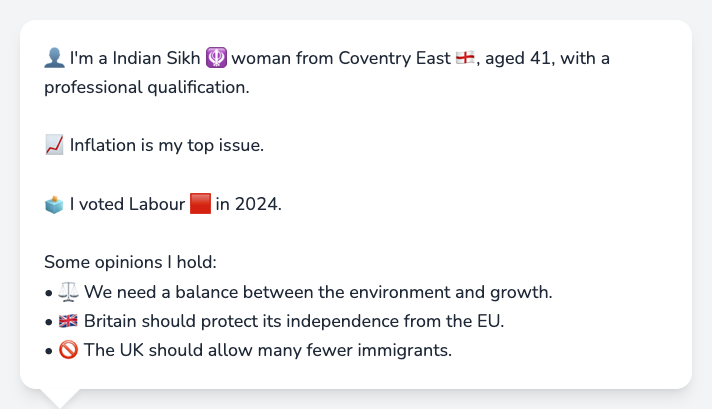 👤 I'm a Indian Sikh 🪯 woman from Coventry East 🏴󠁧󠁢󠁥󠁮󠁧󠁿, aged 41, with a
professional qualification.
📈 Inflation is my top issue.
🗳️ I voted Labour 🟥 in 2024.
Some opinions I hold:
• ⚖️ We need a balance between the environment and growth.
• 🇬🇧 Britain should protect its independence from the EU.
• 🚫 The UK should allow many fewer immigrants.